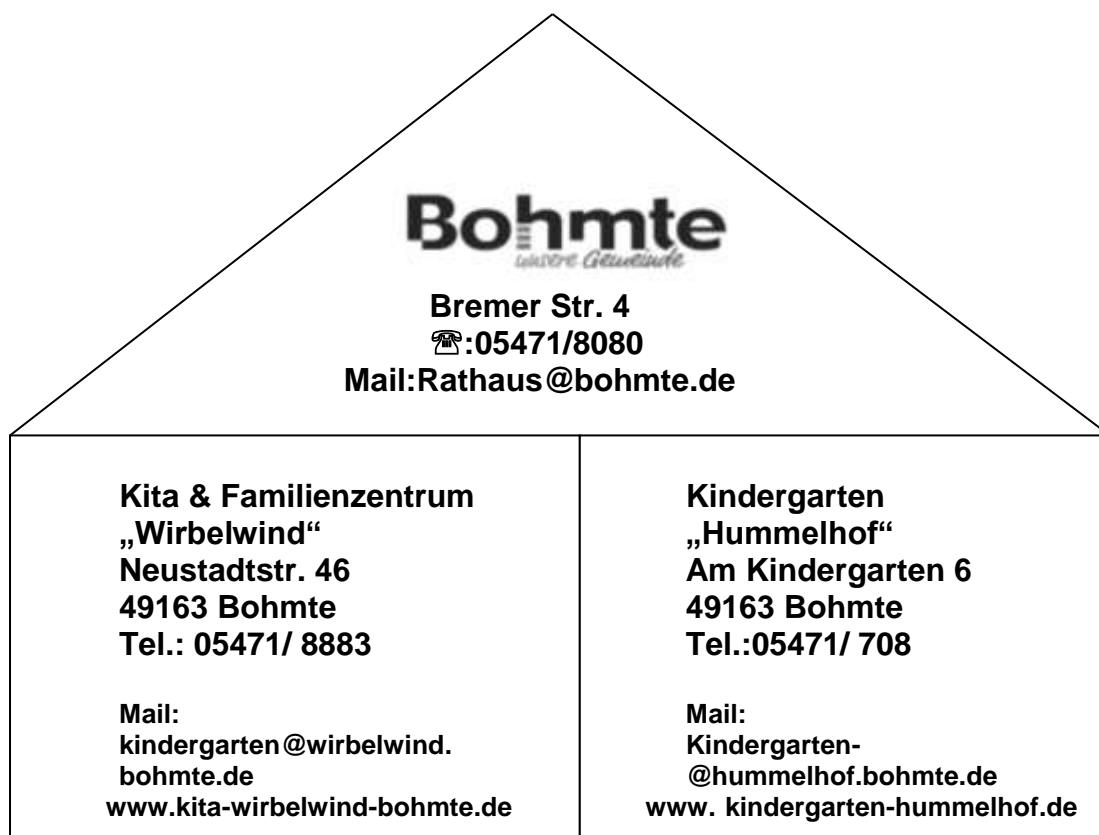 Bohmte
unsere Gemeinde
Bremer Str. 4
☎:05471/8080
Mail:Rathaus@bohmte.de
Kita & Familienzentrum
„Wirbelwind“
Neustadtstr. 46
49163 Bohmte
Tel.: 05471/ 8883
Mail:
kindergarten@wirbelwind.
bohmte.de
www.kita-wirbelwind-bohmte.de
Kindergarten
„Hummelhof“
Am Kindergarten 6
49163 Bohmte
Tel.:05471/ 708
Mail:
Kindergarten-
@hummelhof.bohmte.de
www. kindergarten-hummelhof.de